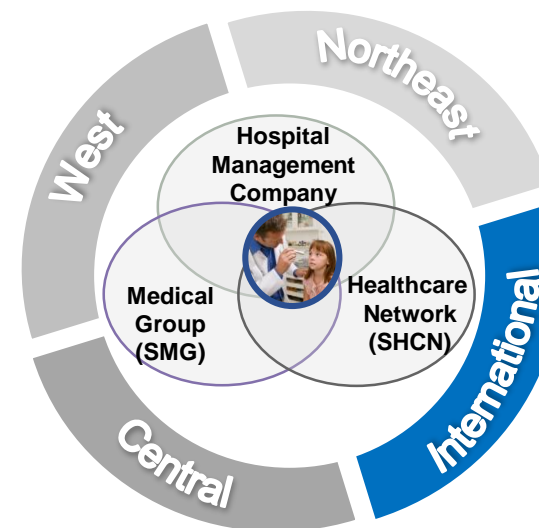 Northeast
West
Hospital
Management
Company
Medical
Group
(SMG)
Healthcare
Network
(SHCN)
International
Central